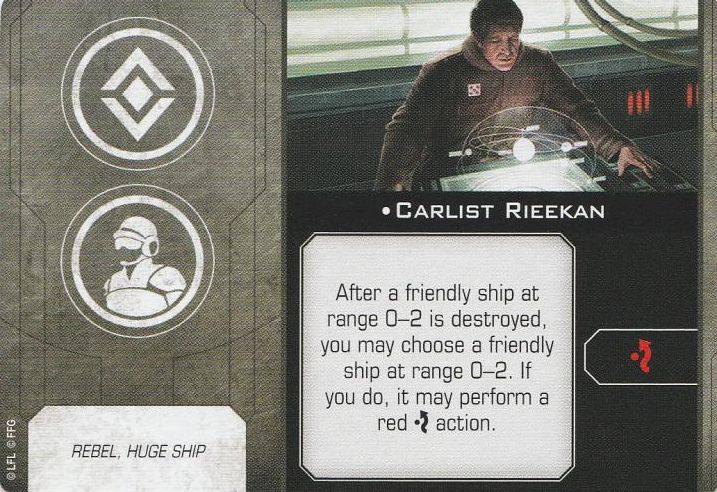 •CARLIST RIEEKAN
After a friendly ship at
range 0–2 is destroyed,
you may choose a friendly
ship at range 0–2. If
you do, it may perform a
red action.
REBEL, HUGE SHIP
© LFL © FFG